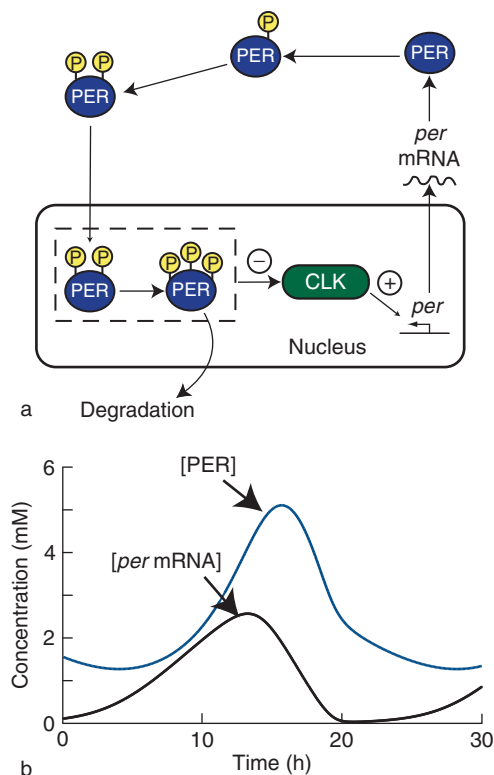 P
P P
PER
PER
PER
per
mRNA
P P
P P P
PER
PER
−
CLK
+
per
Nucleus
a
Degradation
[PER]
[per mRNA]
Concentration (mM)
6
4
2
0
0
10
20
30
Time (h)
b